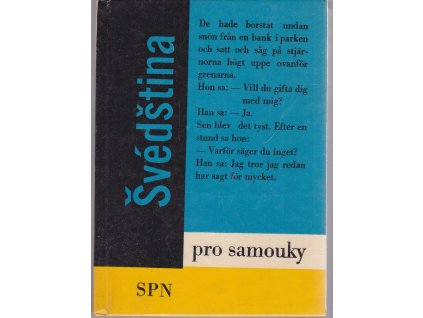 Švédština
De hade borstat undan
snön från en bank i parken
och satt och såg på stjär-
norna högt uppe ovanför
grenarna.
Hon sa: — Vill du gifta dig
med mig?
Han sa: — Ja.
Sen blev det tyst. Efter en
stund sa hon:
— Varför säger du inget?
Han sa: Jag tror jag redan
har sagt för mycket.
pro samouky
SPN